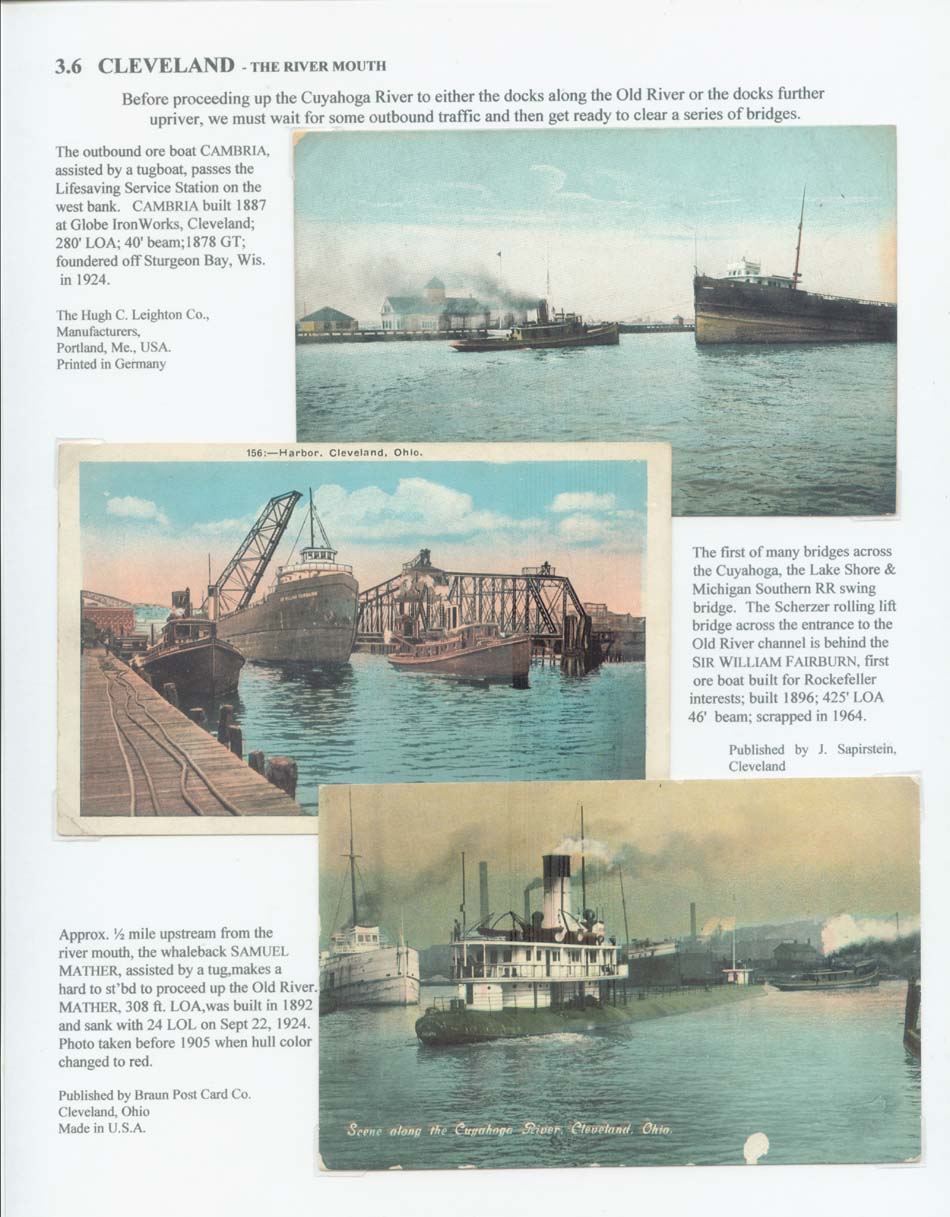 3.6 CLEVELAND - THE RIVER MOUTH
Before proceeding up the Cuyahoga River to either the docks along the Old River or the docks further
upriver, we must wait for some outbound traffic and then get ready to clear a series of bridges.
The outbound ore boat CAMBRIA,
assisted by a tugboat, passes the
Lifesaving Service Station on the
west bank. CAMBRIA built 1887
at Globe IronWorks, Cleveland;
280' LOA; 40' beam;1878 GT;
foundered off Sturgeon Bay, Wis.
in 1924.
The Hugh C. Leighton Co.,
Manufacturers,
Portland, Me., USA.
Printed in Germany
156:—Harbor, Cleveland, Ohio.
The first of many bridges across
the Cuyahoga, the Lake Shore &
Michigan Southern RR swing
bridge. The Scherzer rolling lift
bridge across the entrance to the
Old River channel is behind the
SIR WILLIAM FAIRBURN, first
ore boat built for Rockefeller
interests; built 1896; 425' LOA
46' beam; scrapped in 1964.
Published by J. Sapirstein,
Cleveland
Approx. ½ mile upstream from the
river mouth, the whaleback SAMUEL
MATHER, assisted by a tug,makes a
hard to st'bd to proceed up the Old River.
MATHER, 308 ft. LOA,was built in 1892
and sank with 24 LOL on Sept 22, 1924.
Photo taken before 1905 when hull color
changed to red.
Published by Braun Post Card Co.
Cleveland, Ohio
Made in U.S.A.
Scene along the Cuyahoga River, Cleveland, Ohio.